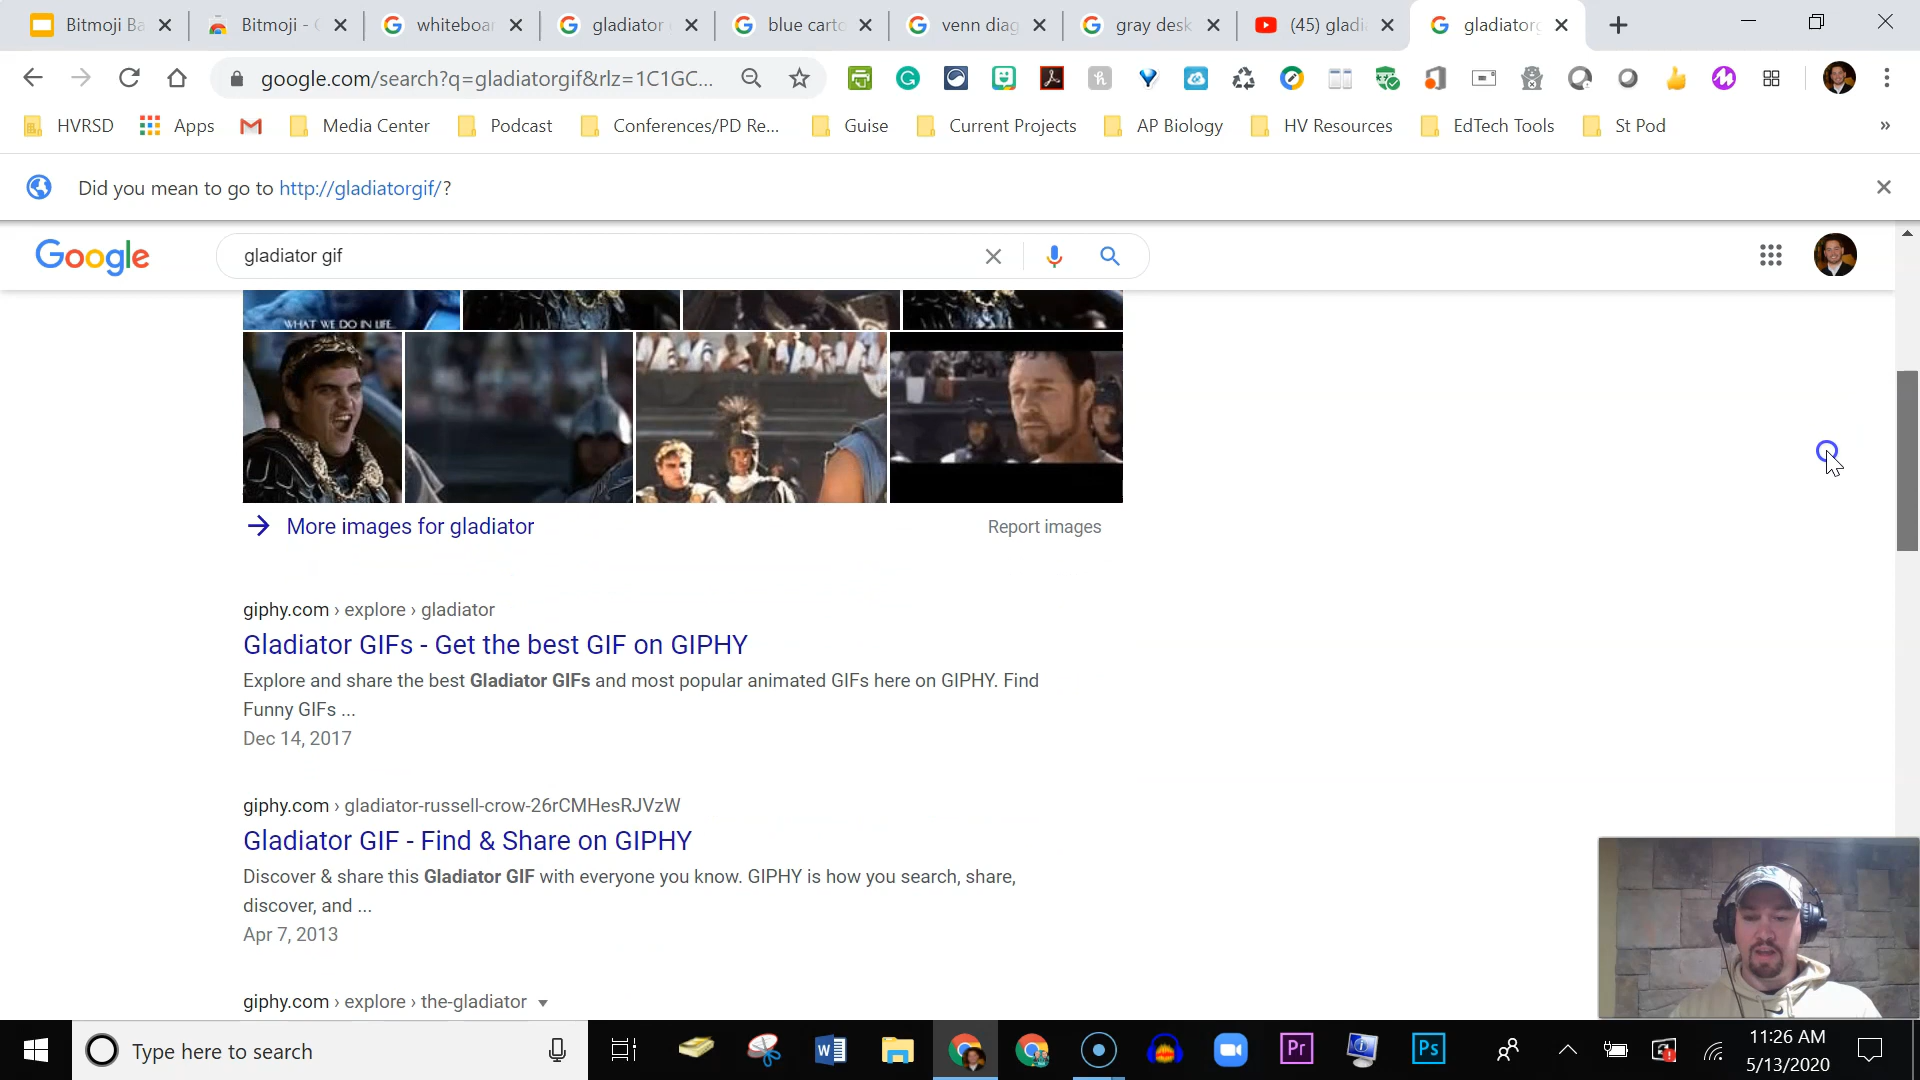 Bitmoji Ba
Bitmoji - C
whiteboar
gladiator
blue carto
venn diag
gray desk
(45) gladi
gladiatorg
google.com/search?q=gladiatorgif&rlz=1C1GC...
HVRSD
Apps
Media Center
Podcast
Conferences/PD Re...
Guise
Current Projects
AP Biology
HV Resources
EdTech Tools
St Pod
»
Did you mean to go to http://gladiatorgif/?
Google
gladiator gif
WHAT WE DO IN LIFE
More images for gladiator
Report images
giphy.com › explore › gladiator
Gladiator GIFs - Get the best GIF on GIPHY
Explore and share the best Gladiator GIFs and most popular animated GIFs here on GIPHY. Find
Funny GIFs ...
Dec 14, 2017
giphy.com › gladiator-russell-crow-26rCMHesRJVzW
Gladiator GIF - Find & Share on GIPHY
Discover & share this Gladiator GIF with everyone you know. GIPHY is how you search, share,
discover, and ...
Apr 7, 2013
giphy.com › explore › the-gladiator
Type here to search
Pr
Ps
11:26 AM
5/13/2020